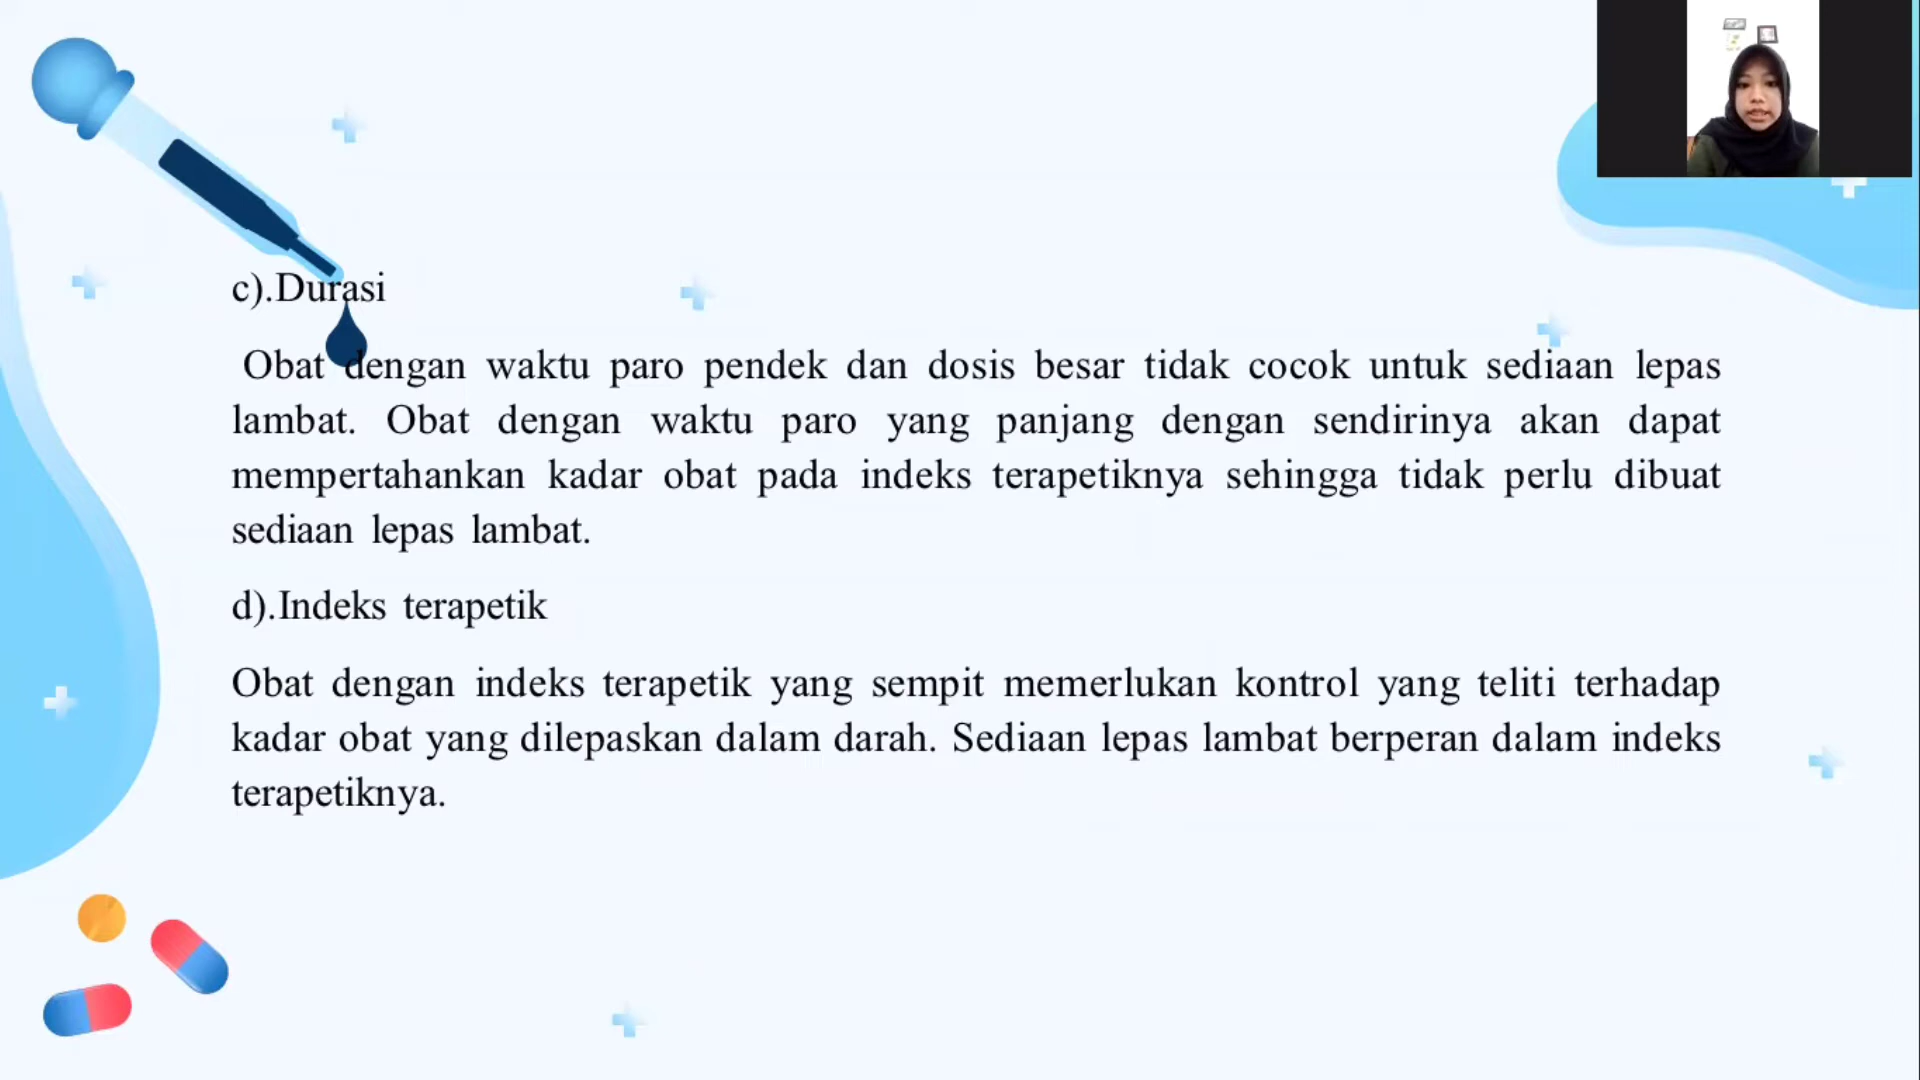 c).Durasi
Obat dengan waktu paro pendek dan dosis besar tidak cocok untuk sediaan lepas
lambat. Obat dengan waktu paro yang panjang dengan sendirinya akan dapat
mempertahankan kadar obat pada indeks terapetiknya sehingga tidak perlu dibuat
sediaan lepas lambat.
d).Indeks terapetik
Obat dengan indeks terapetik yang sempit memerlukan kontrol yang teliti terhadap
kadar obat yang dilepaskan dalam darah. Sediaan lepas lambat berperan dalam indeks
terapetiknya.